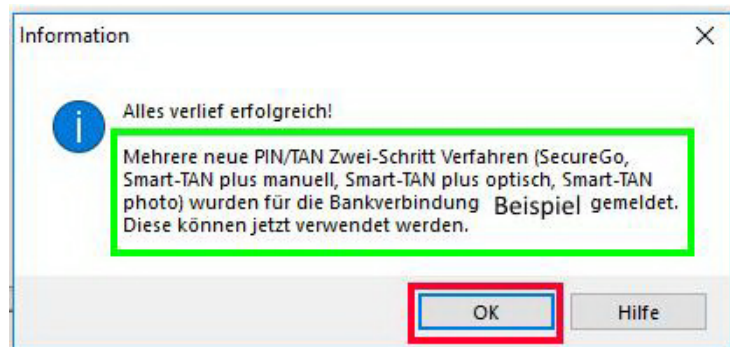 Information
Alles verlief erfolgreich!
Mehrere neue PIN/TAN Zwei-Schritt Verfahren (SecureGo,
Smart-TAN plus manuell, Smart-TAN plus optisch, Smart-TAN
photo) wurden für die Bankverbindung Beispiel gemeldet.
Diese können jetzt verwendet werden.
OK
Hilfe